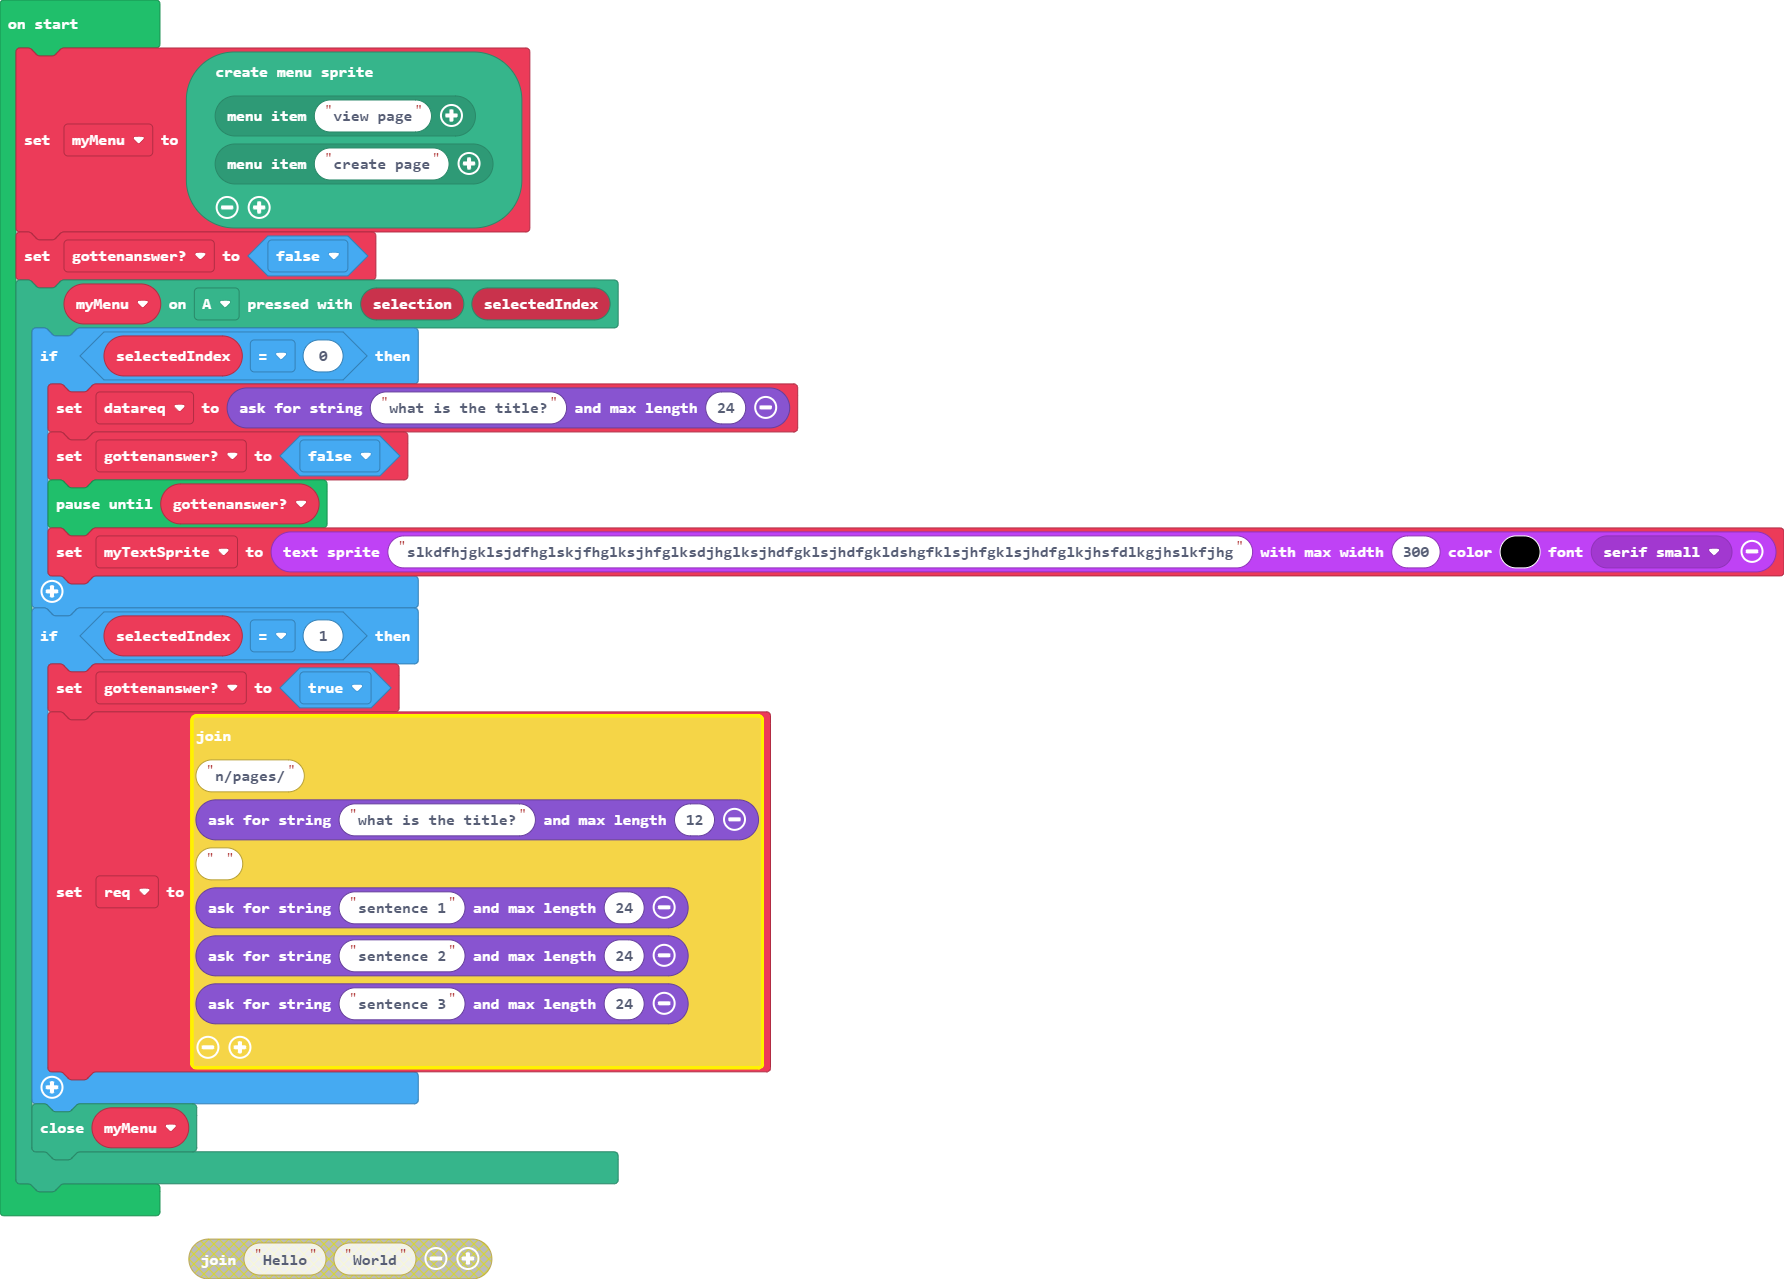 on start
create menu sprite
menu item "view page"
set myMenu to
menu item "create page"
set gottenanswer? to false
myMenu on A pressed with selection selectedIndex
if selectedIndex = 0 then
set datareq to ask for string "what is the title?" and max length 24
set gottenanswer? to false
pause until gottenanswer?
set myTextSprite to text sprite "slkdfhjgklsjdfhglskjfhglksjhfglksdjhglksjhdfgklsjhdfgkldshgfklsjhfgklsjhdfglkjhsfdlkgjhslkfjhg" with max width 300 color font serif small
if selectedIndex = 1 then
set gottenanswer? to true
join
"n/pages/"
ask for string "what is the title?" and max length 12
" "
set req to
ask for string "sentence 1" and max length 24
ask for string "sentence 2" and max length 24
ask for string "sentence 3" and max length 24
close myMenu
join "Hello" "World"